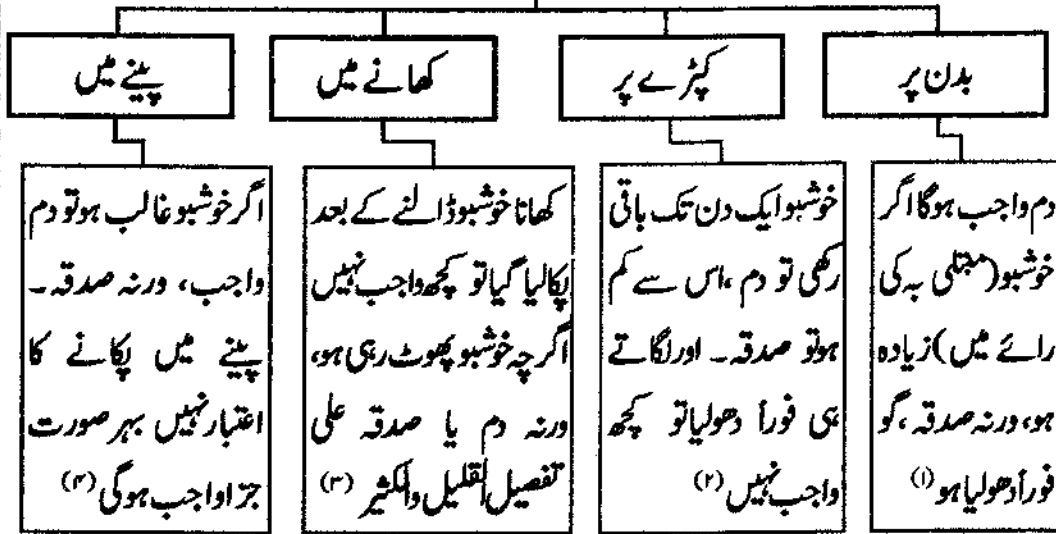 بدن پر
کپڑے پر
کھانے میں
پینے میں
دم واجب ہوگا اگر
خوشبو (مبتلی بہ کی
رائے میں) زیادہ
ہو، ورنہ صدقہ، گو
فوراً دھولیا ہو (۱)
خوشبو ایک دن تک باقی
رکھی تو دم، اس سے کم
ہو تو صدقہ۔ اور لگاتے
ہی فوراً دھولیا تو کچھ
واجب نہیں (۲)
کھانا خوشبو ڈالنے کے بعد
پکالیا گیا تو کچھ واجب نہیں
اگرچہ خوشبو پھوٹ رہی ہو،
ورنہ دم یا صدقہ علی
تفصیل القلیل والکثیر (۳)
اگر خوشبو غالب ہو تو دم
واجب، ورنہ صدقہ۔
پینے میں پکانے کا
اعتبار نہیں بہر صورت
جزا واجب ہوگی (۴)